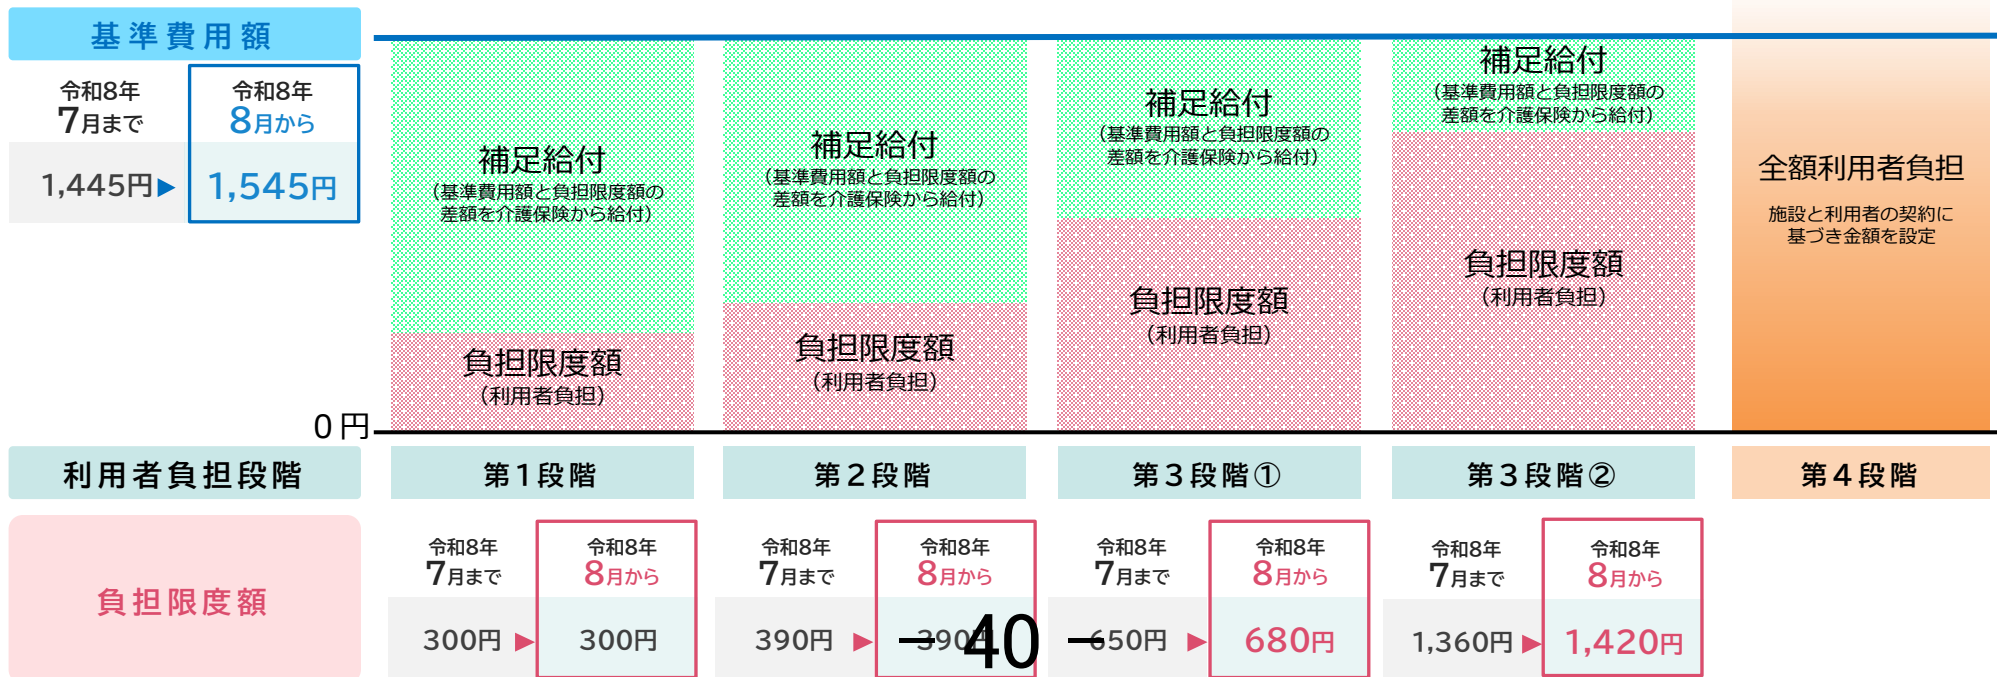 基準費用額
令和8年
7月まで
令和8年
8月から
1,445円▶
1,545円
補足給付
（基準費用額と負担限度額の
差額を介護保険から給付）
負担限度額
（利用者負担）
補足給付
（基準費用額と負担限度額の
差額を介護保険から給付）
負担限度額
（利用者負担）
補足給付
（基準費用額と負担限度額の
差額を介護保険から給付）
負担限度額
（利用者負担）
補足給付
（基準費用額と負担限度額の
差額を介護保険から給付）
負担限度額
（利用者負担）
全額利用者負担
施設と利用者の契約に
基づき金額を設定
0円
利用者負担段階
第1段階
第2段階
第3段階①
第3段階②
第4段階
負担限度額
令和8年
7月まで
令和8年
8月から
300円▶
300円
令和8年
7月まで
令和8年
8月から
390円▶
390円
令和8年
7月まで
令和8年
8月から
650円▶
680円
令和8年
7月まで
令和8年
8月から
1,360円▶
1,420円
－ 40 －